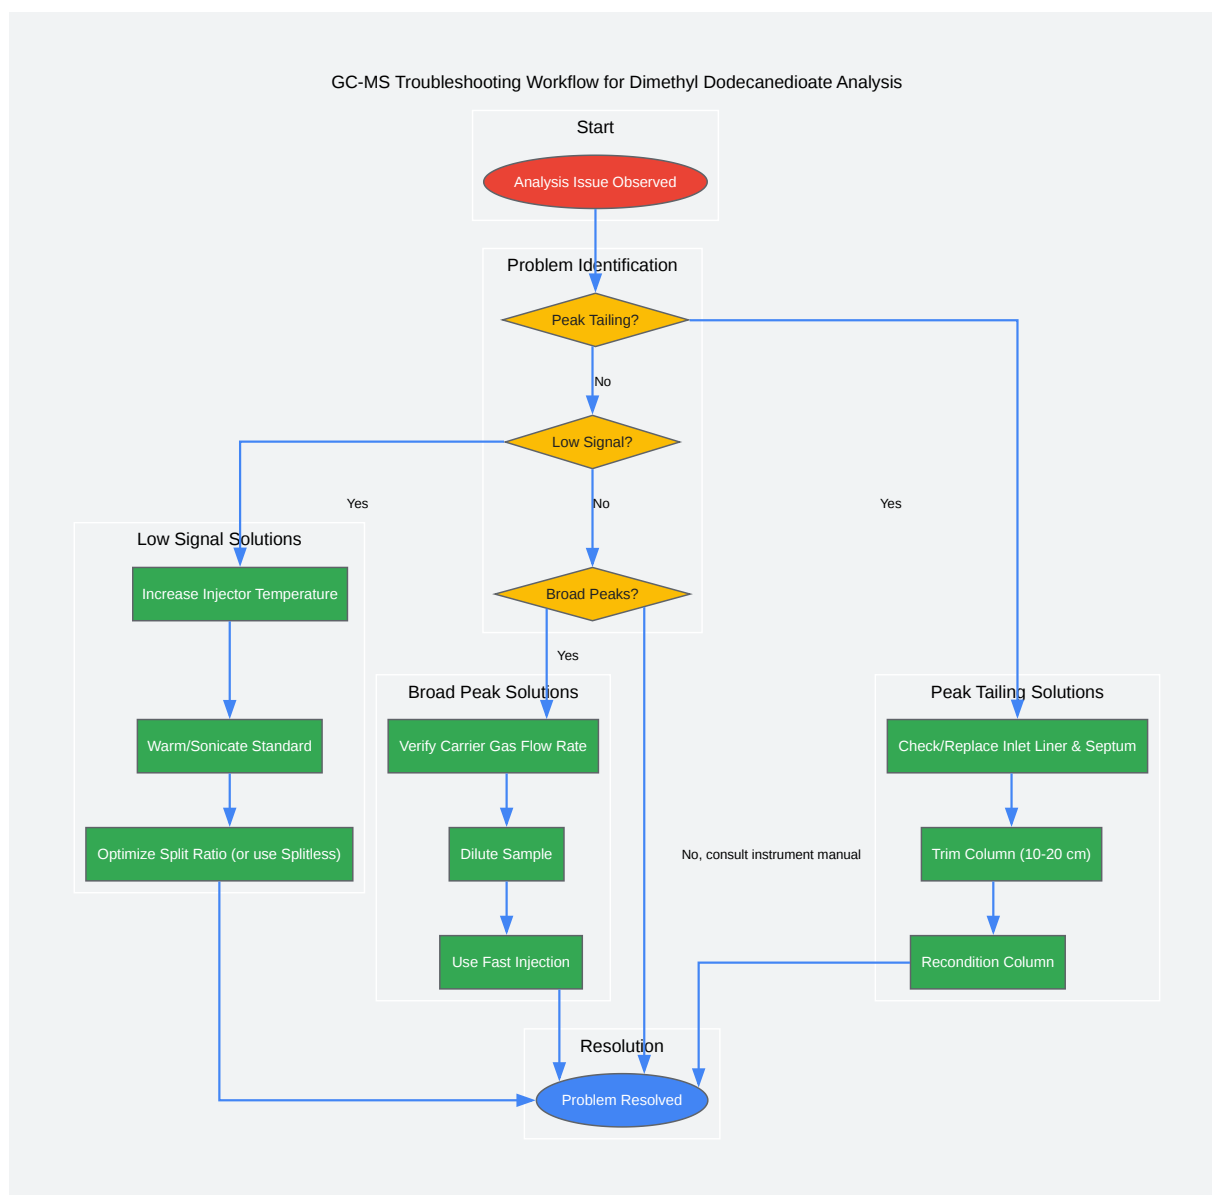 GC-MS Troubleshooting Workflow for Dimethyl Dodecanedioate Analysis
Start
Analysis Issue Observed
Problem Identification
Peak Tailing?
No
Low Signal?
Yes
No
Yes
Low Signal Solutions
Increase Injector Temperature
Broad Peaks?
Yes
Broad Peak Solutions
Peak Tailing Solutions
Warm/Sonicate Standard
Verify Carrier Gas Flow Rate
Check/Replace Inlet Liner & Septum
Optimize Split Ratio (or use Splitless)
Dilute Sample
No, consult instrument manual
Trim Column (10-20 cm)
Use Fast Injection
Recondition Column
Resolution
Problem Resolved